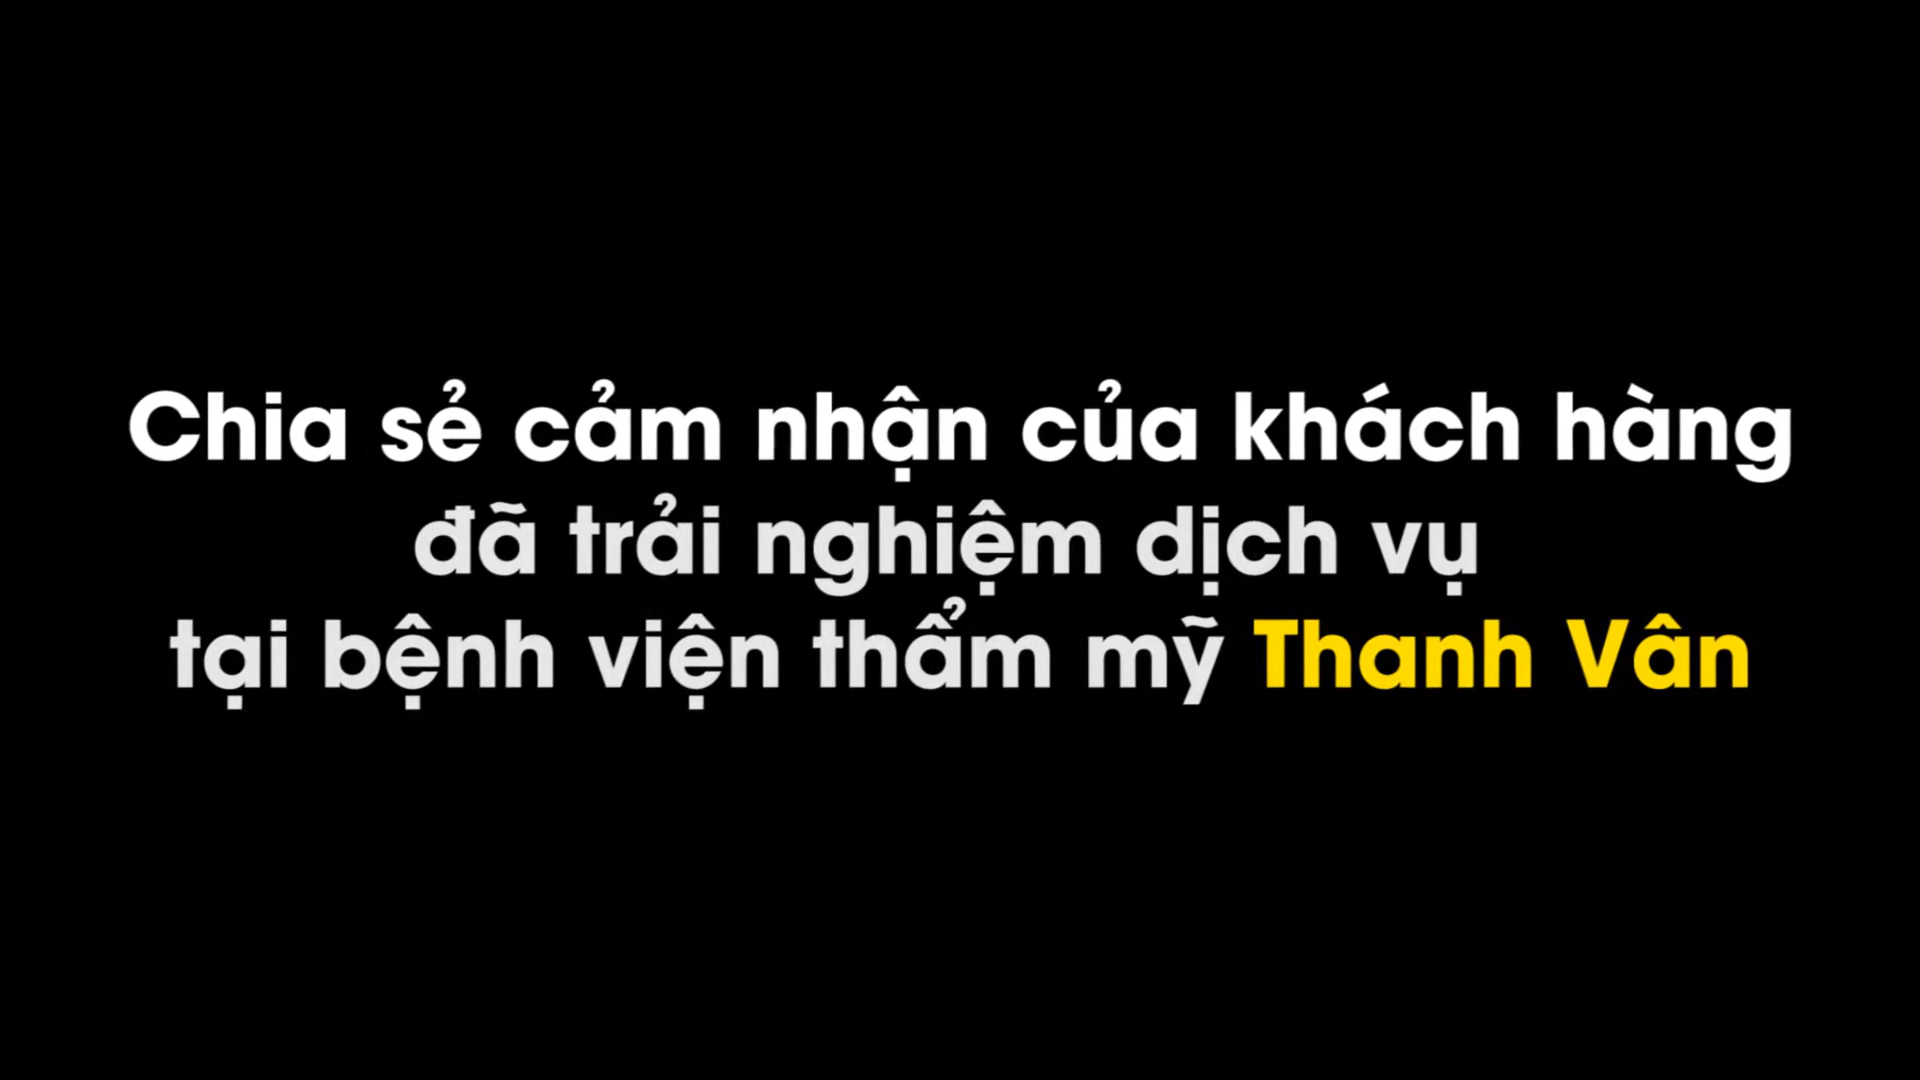 Chia sẻ cảm nhận của khách hàng
đã trải nghiệm dịch vụ
tại bệnh viện thẩm mỹ Thanh Vân